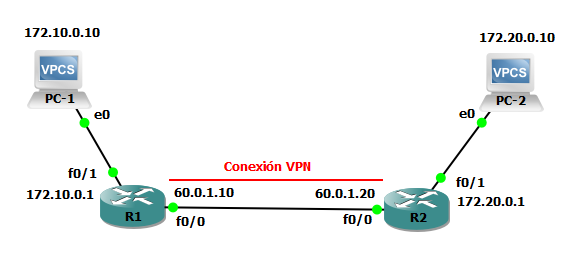 172.10.0.10
172.20.0.10
VPCS
VPCS
PC-1
PC-2
e0
e0
Conexión VPN
f0/1
f0/1
172.10.0.1
60.0.1.10
60.0.1.20
172.20.0.1
R1
R2
f0/0
f0/0